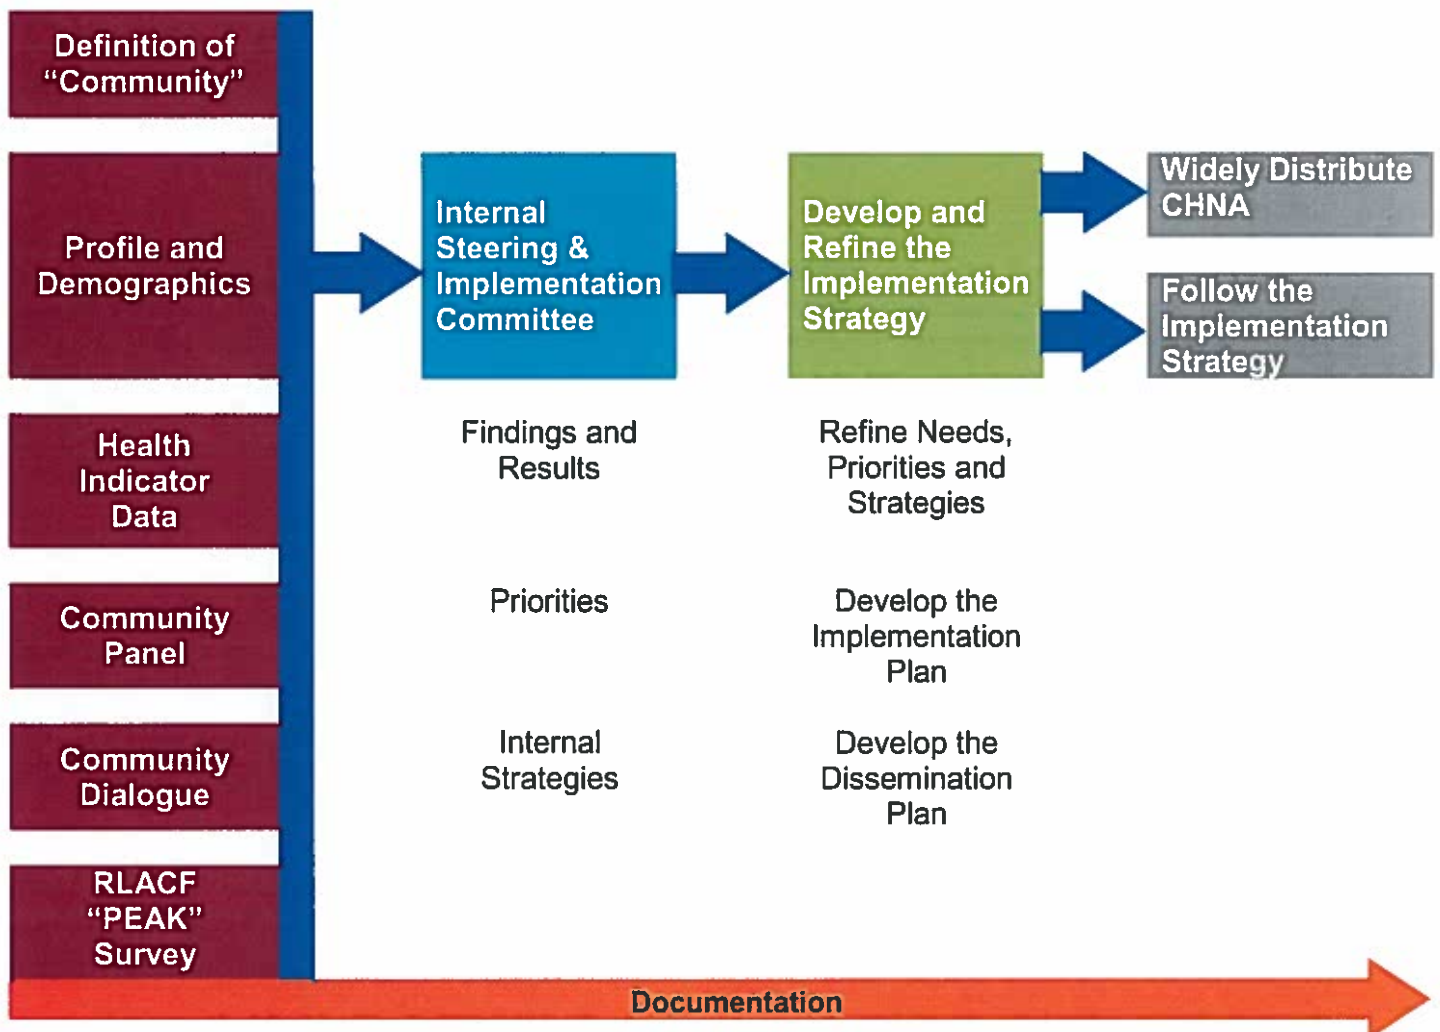 Definition of
“Community”
Profile and
Demographics
Health
Indicator
Data
Community
Panel
Community
Dialogue
RLACF
“PEAK”
Survey
Internal
Steering &
Implementation
Committee
Findings and
Results
Priorities
Internal
Strategies
Develop and
Refine the
Implementation
Strategy
Refine Needs,
Priorities and
Strategies
Develop the
Implementation
Plan
Develop the
Dissemination
Plan
Widely Distribute
CHNA
Follow the
Implementation
Strategy
Documentation